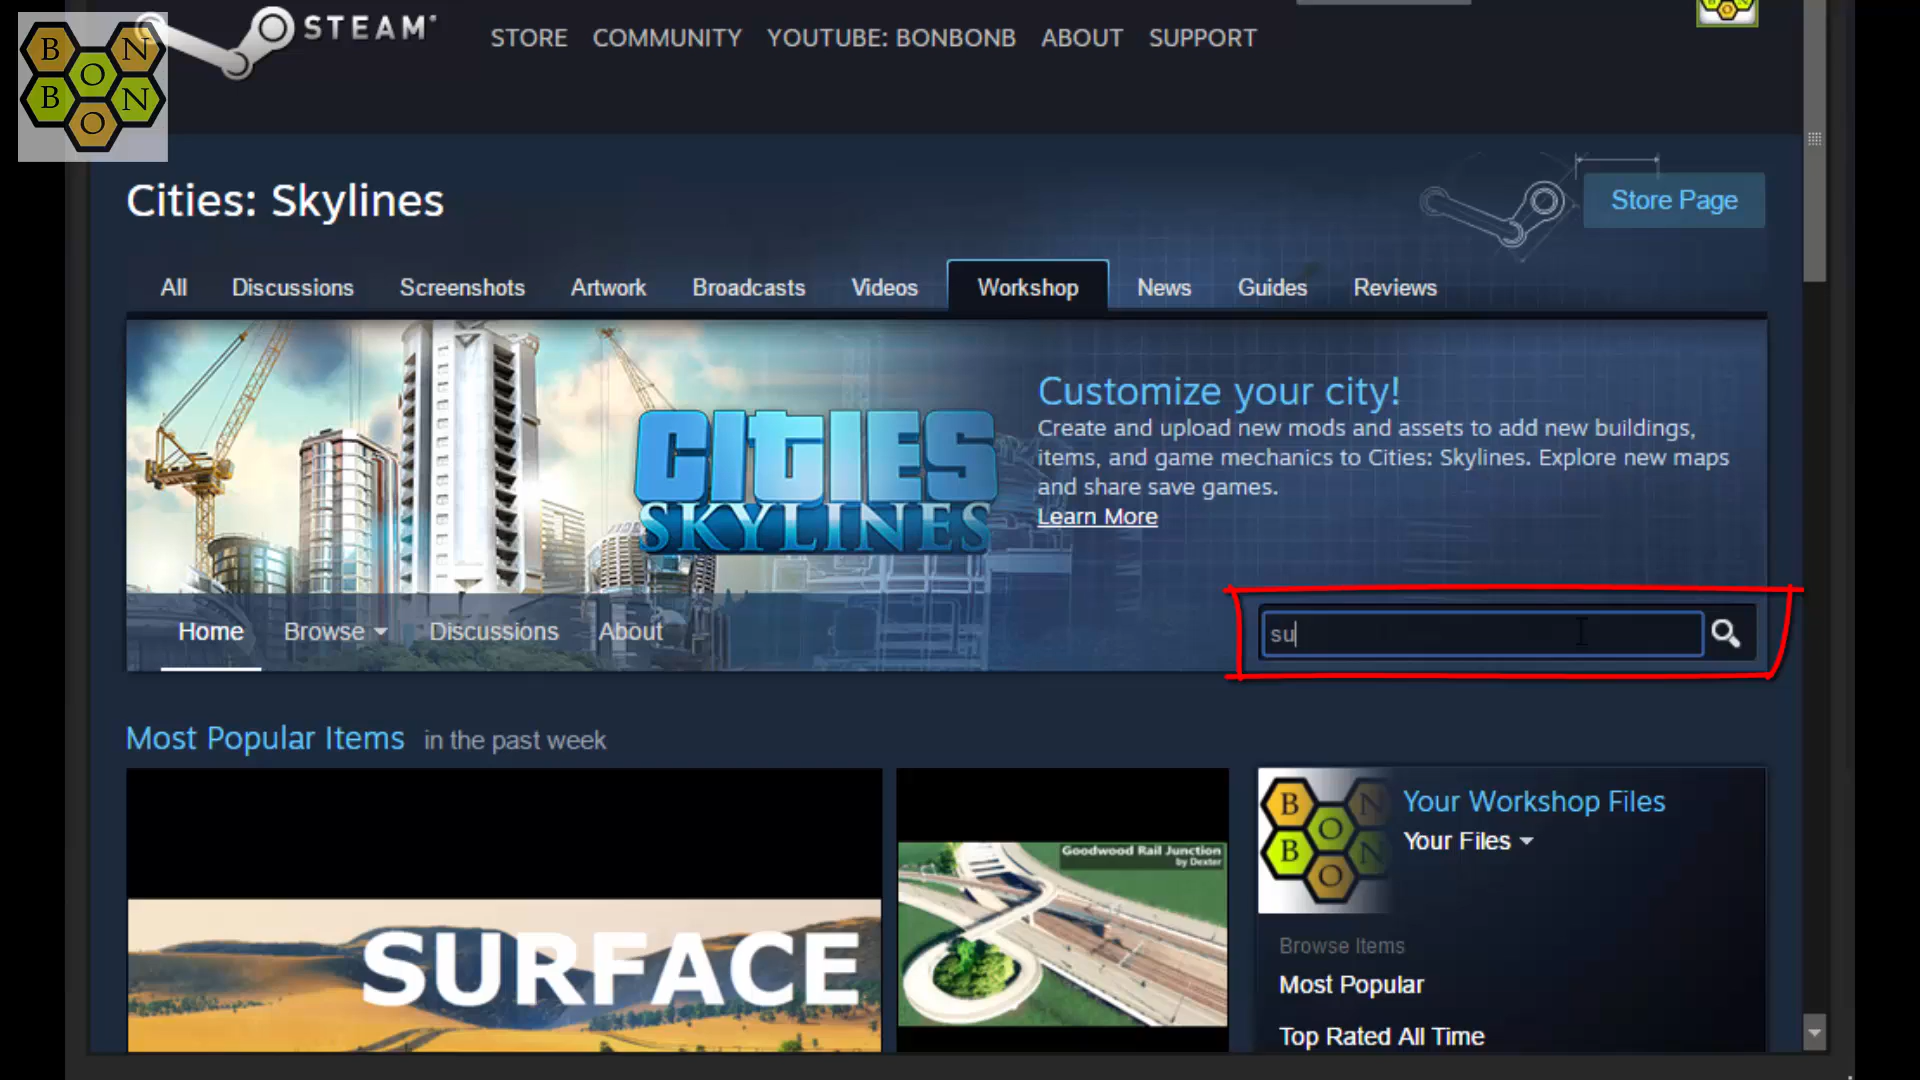 STEAM
STORE COMMUNITY YOUTUBE: BONBONB ABOUT SUPPORT
B N
O
B N
O
Cities: Skylines
Store Page
All Discussions Screenshots Artwork Broadcasts Videos Workshop News Guides Reviews
CITIES
SKYLINES
Customize your city!
Create and upload new mods and assets to add new buildings,
items, and game mechanics to Cities: Skylines. Explore new maps
and share save games.
Learn More
Home Browse Discussions About
su
Most Popular Items in the past week
SURFACE
Goodwood Rail Junction
by Dexter
B N
O
B N
O
Your Workshop Files
Your Files
Browse Items
Most Popular
Top Rated All Time